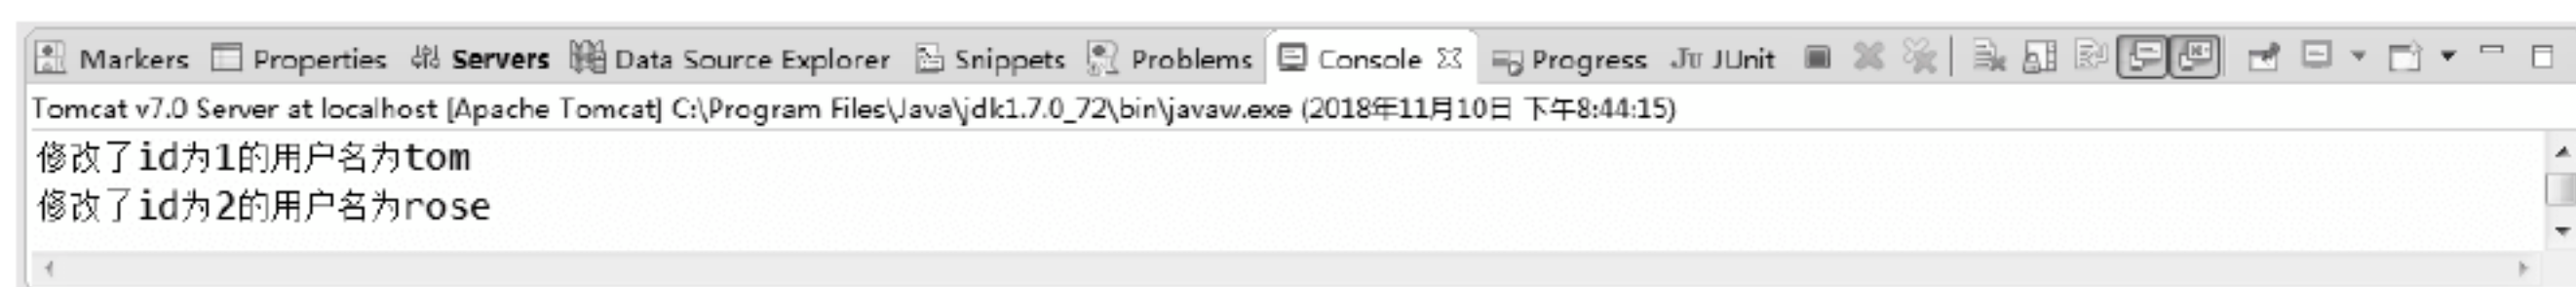 Markers Properties Servers Data Source Explorer Snippets Problems Console Progress Ju JUnit
Tomcat v7.0 Server at localhost [Apache Tomcat] C:\Program Files\Java\jdk1.7.0_72\bin\javaw.exe (2018年11月10日 下午8:44:15)
修改了id为1的用户名为tom
修改了id为2的用户名为rose